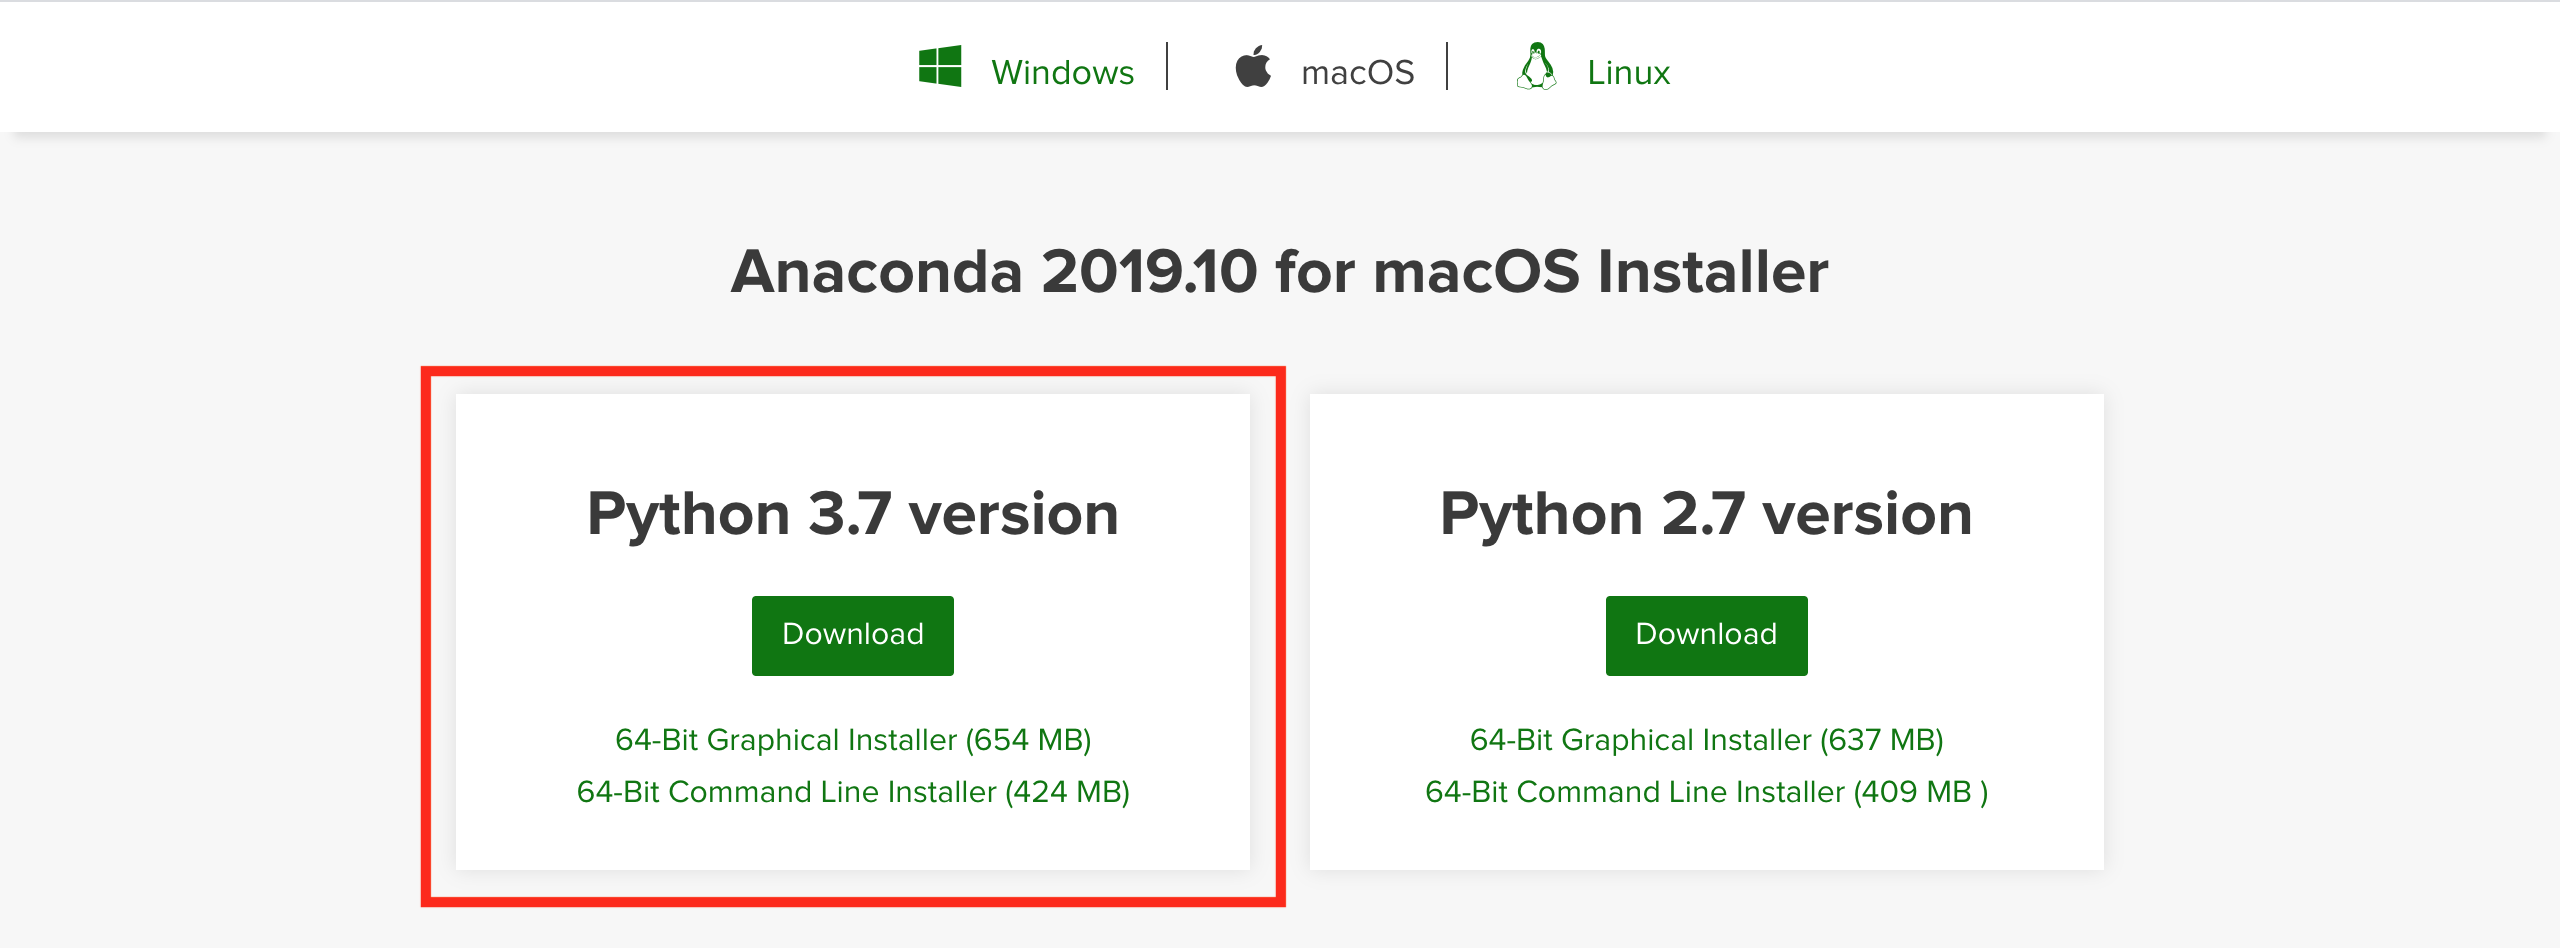 Windows macOS Linux
Anaconda 2019.10 for macOS Installer
Python 3.7 version
Download
64-Bit Graphical Installer (654 MB)
64-Bit Command Line Installer (424 MB)
Python 2.7 version
Download
64-Bit Graphical Installer (637 MB)
64-Bit Command Line Installer (409 MB )